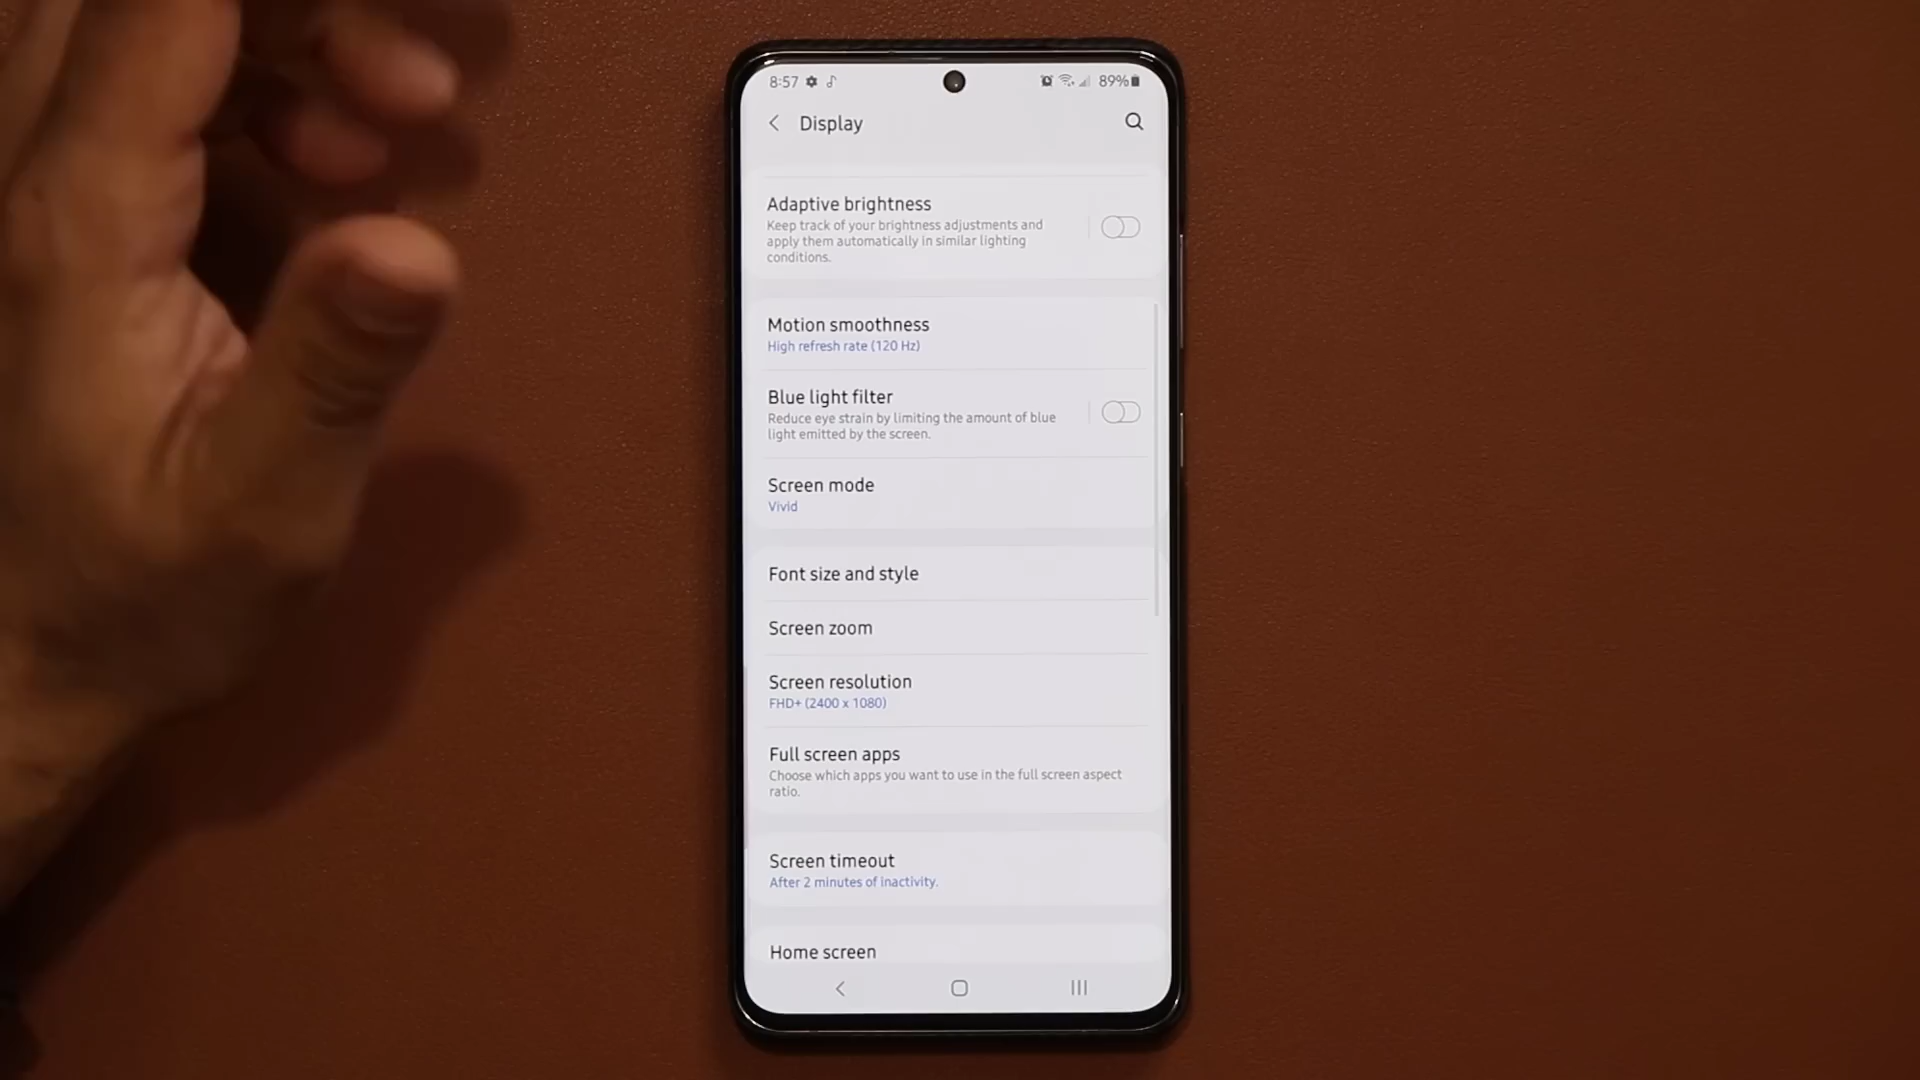 8:57
89%
Display
Adaptive brightness
Keep track of your brightness adjustments and
apply them automatically in similar lighting
conditions.
Motion smoothness
High refresh rate (120 Hz)
Blue light filter
Reduce eye strain by limiting the amount of blue
light emitted by the screen.
Screen mode
Vivid
Font size and style
Screen zoom
Screen resolution
FHD+ (2400 x 1080)
Full screen apps
Choose which apps you want to use in the full screen aspect
ratio.
Screen timeout
After 2 minutes of inactivity.
Home screen